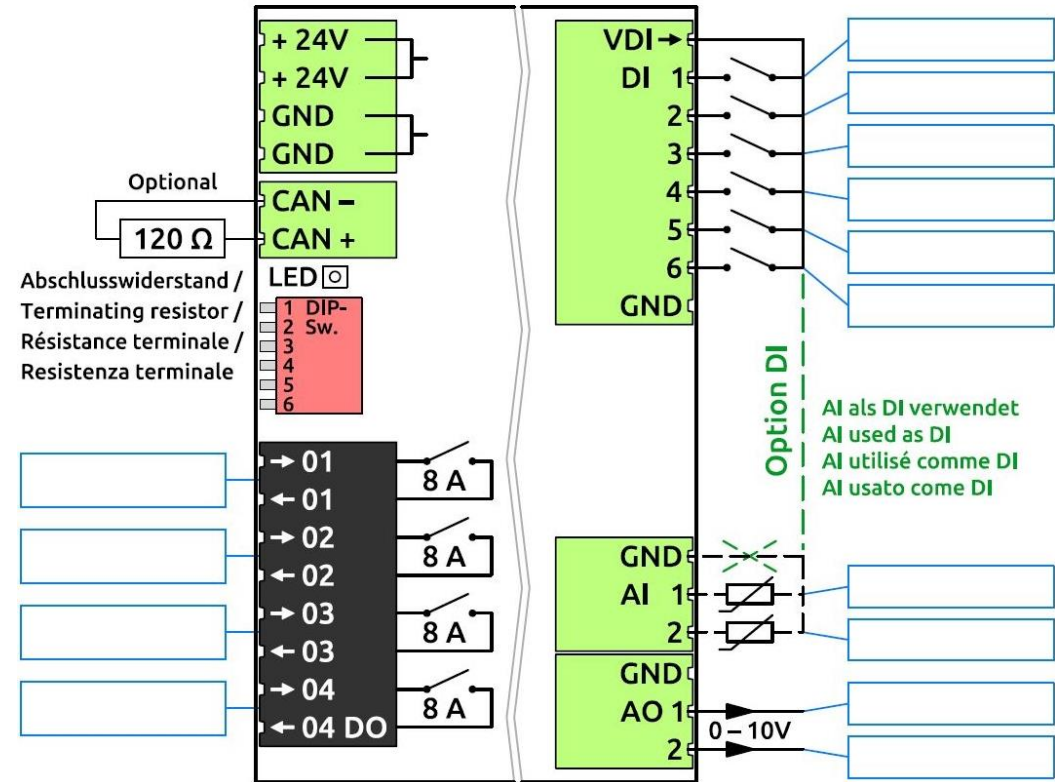 + 24V
+ 24V
GND
GND
Optional
CAN –
CAN +
120 Ω
Abschlusswiderstand /
Terminating resistor /
Résistance terminale /
Resistenza terminale
LED
1 DIP-
2 Sw.
3
4
5
6
→ 01
← 01
8 A
→ 02
← 02
8 A
→ 03
← 03
8 A
→ 04
← 04 DO
8 A
VDI →
DI 1
2
3
4
5
6
GND
Option DI
AI als DI verwendet
AI used as DI
AI utilisé comme DI
AI usato come DI
GND
AI 1
2
GND
AO 1
0 – 10V
2